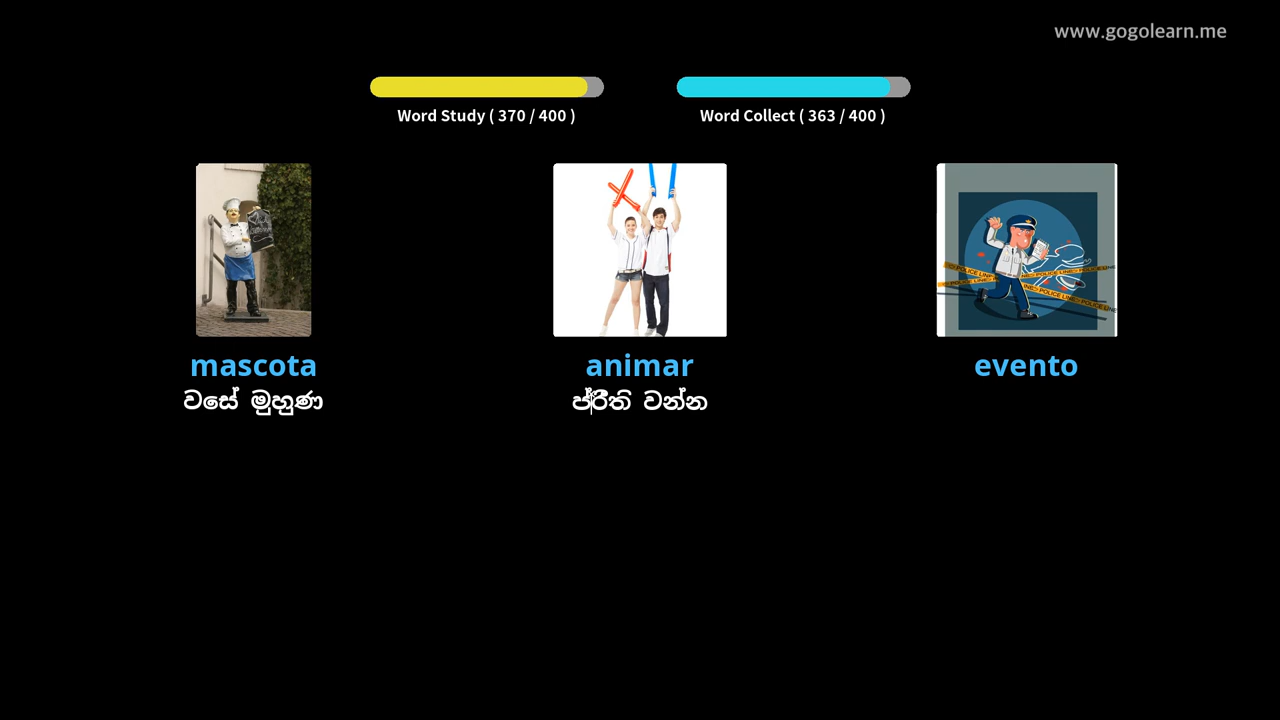 www.gogolearn.me
Word Study ( 370 / 400 )
Word Collect ( 363 / 400 )
mascota
animar
evento
වසේ මුහුණ
ප්රීති වන්න